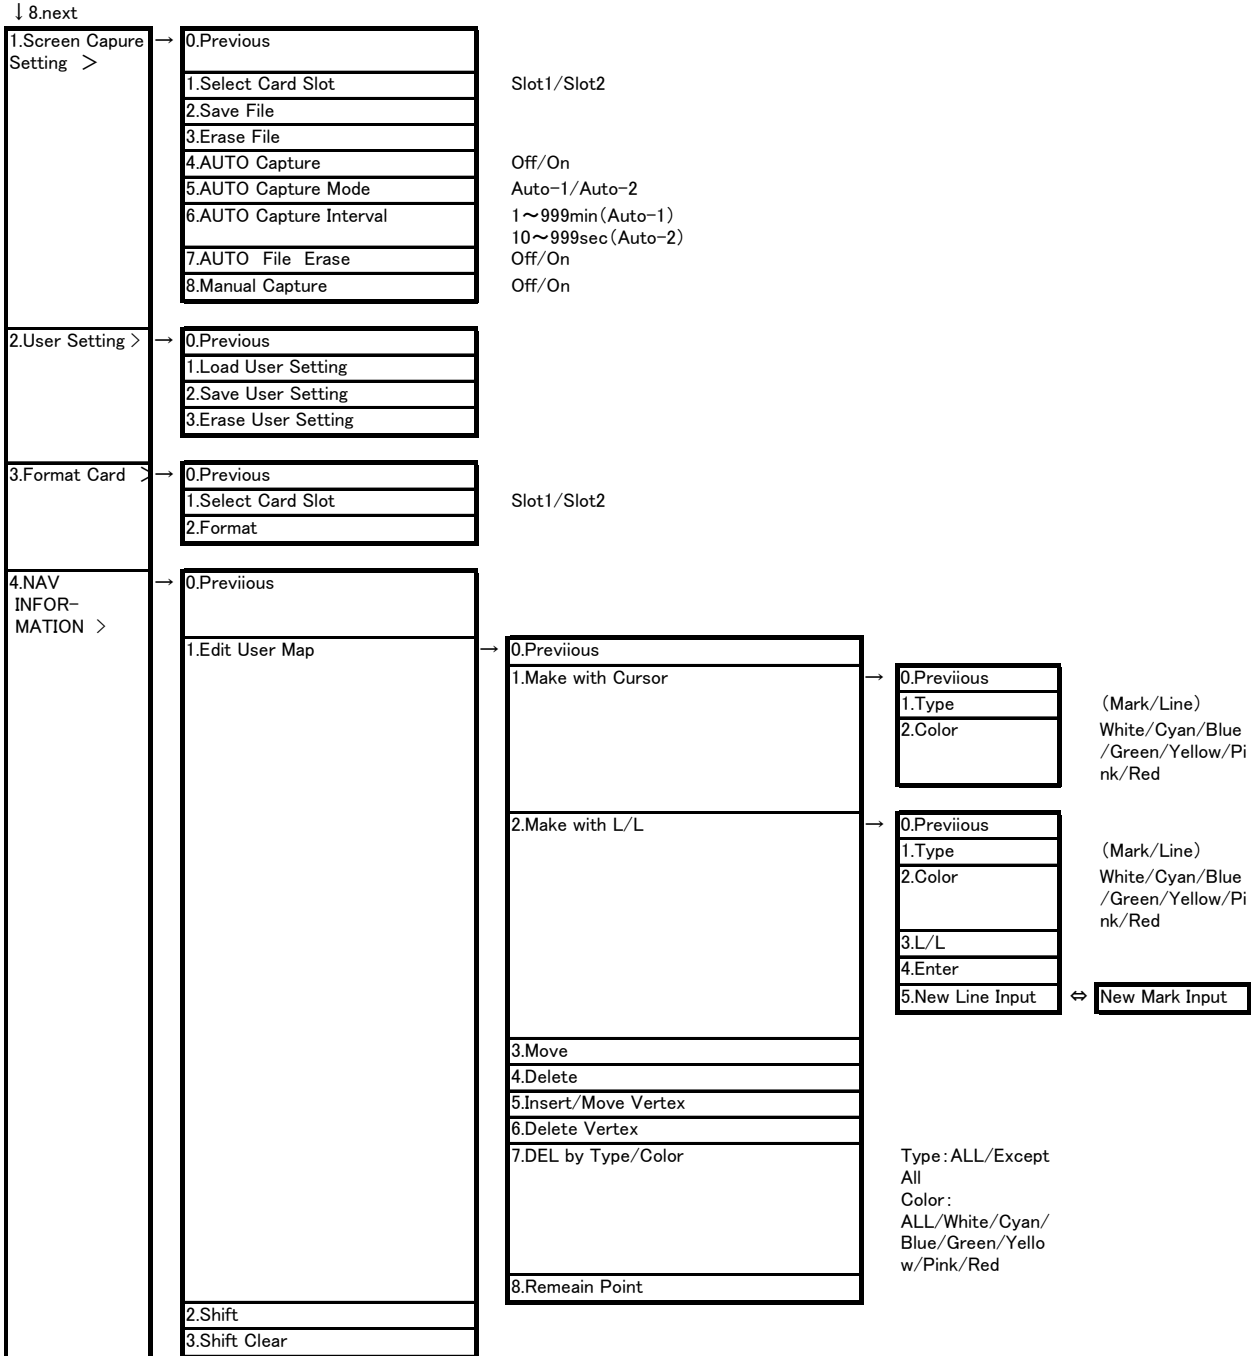 ↓8.next
1.Screen Capure → 0.Previous
Setting ＞
1.Select Card Slot Slot1/Slot2
2.Save File
3.Erase File
4.AUTO Capture Off/On
5.AUTO Capture Mode Auto-1/Auto-2
6.AUTO Capture Interval 1～999min(Auto-1)
10～999sec(Auto-2)
7.AUTO File Erase Off/On
8.Manual Capture Off/On
2.User Setting＞ → 0.Previous
1.Load User Setting
2.Save User Setting
3.Erase User Setting
3.Format Card ＞ → 0.Previous
1.Select Card Slot Slot1/Slot2
2.Format
4.NAV → 0.Previious
INFOR-
MATION ＞
1.Edit User Map → 0.Previious
1.Make with Cursor → 0.Previious
1.Type (Mark/Line)
2.Color White/Cyan/Blue
/Green/Yellow/Pi
nk/Red
2.Make with L/L → 0.Previious
1.Type (Mark/Line)
2.Color White/Cyan/Blue
/Green/Yellow/Pi
nk/Red
3.L/L
4.Enter
5.New Line Input ⇔ New Mark Input
3.Move
4.Delete
5.Insert/Move Vertex
6.Delete Vertex
7.DEL by Type/Color Type：ALL/Except
All
Color：
ALL/White/Cyan/
Blue/Green/Yello
w/Pink/Red
8.Remeain Point
2.Shift
3.Shift Clear